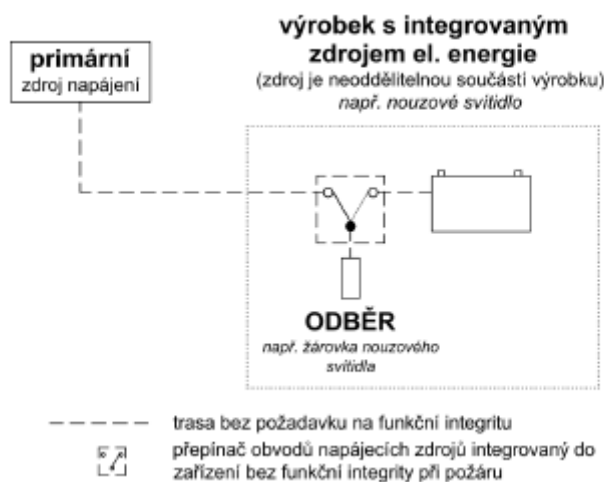 výrobek s integrovaným
zdrojem el. energie
(zdroj je neoddělitelnou součástí výrobku)
např. nouzové svítidlo
primární
zdroj napájení
ODBĚR
např. žárovka nouzového
svítidla
trasa bez požadavku na funkční integritu
přepínač obvodů napájecích zdrojů integrovaný do
zařízení bez funkční integrity při požáru